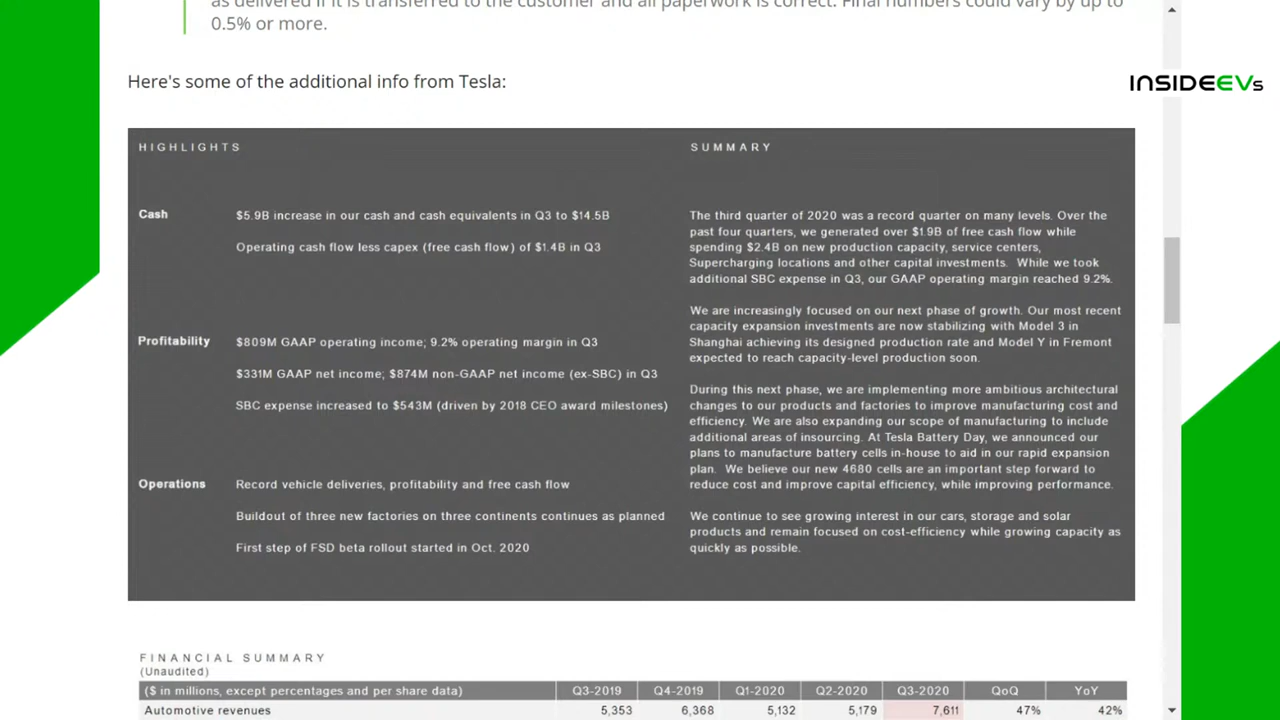 as delivered if it is transferred to the customer and all paperwork is correct. Final numbers could vary by up to
0.5% or more.
Here's some of the additional info from Tesla:
INSIDEEVs
HIGHLIGHTS
Cash
$5.9B increase in our cash and cash equivalents in Q3 to $14.5B
Operating cash flow less capex (free cash flow) of $1.4B in Q3
Profitability
$809M GAAP operating income; 9.2% operating margin in Q3
$331M GAAP net income; $874M non-GAAP net income (ex-SBC) in Q3
SBC expense increased to $543M (driven by 2018 CEO award milestones)
Operations
Record vehicle deliveries, profitability and free cash flow
Buildout of three new factories on three continents continues as planned
First step of FSD beta rollout started in Oct. 2020
SUMMARY
The third quarter of 2020 was a record quarter on many levels. Over the
past four quarters, we generated over $1.9B of free cash flow while
spending $2.4B on new production capacity, service centers,
Supercharging locations and other capital investments. While we took
additional SBC expense in Q3, our GAAP operating margin reached 9.2%.
We are increasingly focused on our next phase of growth. Our most recent
capacity expansion investments are now stabilizing with Model 3 in
Shanghai achieving its designed production rate and Model Y in Fremont
expected to reach capacity-level production soon.
During this next phase, we are implementing more ambitious architectural
changes to our products and factories to improve manufacturing cost and
efficiency. We are also expanding our scope of manufacturing to include
additional areas of insourcing. At Tesla Battery Day, we announced our
plans to manufacture battery cells in-house to aid in our rapid expansion
plan. We believe our new 4680 cells are an important step forward to
reduce cost and improve capital efficiency, while improving performance.
We continue to see growing interest in our cars, storage and solar
products and remain focused on cost-efficiency while growing capacity as
quickly as possible.
FINANCIAL SUMMARY
(Unaudited)
($ in millions, except percentages and per share data) Q3-2019 Q4-2019 Q1-2020 Q2-2020 Q3-2020 QoQ YoY
Automotive revenues 5,353 6,368 5,132 5,179 7,611 47% 42%